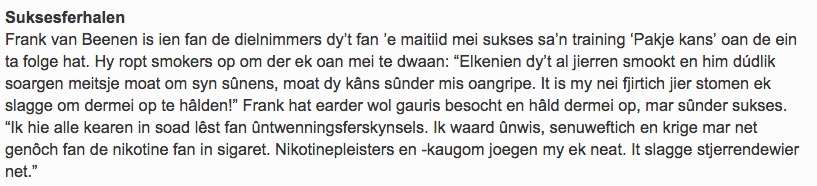 Suksesferhalen
Frank van Beenen is ien fan de dielnimmers dy't fan 'e maitiid mei sukses sa'n training 'Pakje kans' oan de ein
ta folge hat. Hy ropt smokers op om der ek oan mei te dwaan: “Elkenien dy't al jierren smookt en him dúdlik
soargen meitsje moat om syn sûnens, moat dy kâns sûnder mis oangripe. It is my nei fjirtich jier stomen ek
slagge om dermei op te hâlden!” Frank hat earder wol gauris besocht en hâld dermei op, mar sûnder sukses.
“Ik hie alle kearen in soad lêst fan ûntwenningsferskynsels. Ik waard ûnwis, senuweftich en krige mar net
genôch fan de nikotine fan in sigaret. Nikotinepleisters en -kaugom joegen my ek neat. It slagge stjerrendewier
net.”